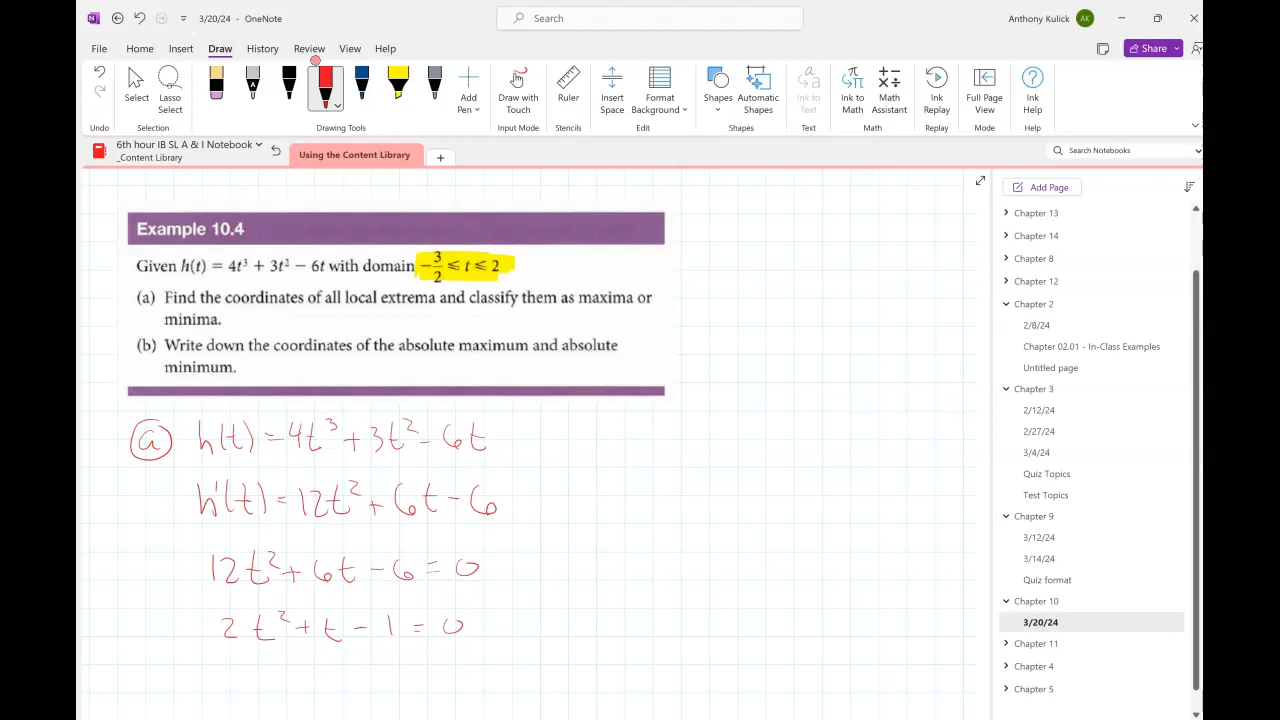 3/20/24 - OneNote
Search
Anthony Kulick
AK
File Home Insert Draw History Review View Help
Share
Undo
Select
Lasso Select
Add Pen
Draw with Touch
Ruler
Insert Space
Format Background
Shapes
Automatic Shapes
Ink to Text
Ink to Math
Math Assistant
Ink Replay
Full Page View
Ink Help
Undo Selection Drawing Tools Input Mode Stencils Edit Shapes Text Math Replay Mode Help
6th hour IB SL A & I Notebook
_Content Library
Using the Content Library
Search Notebooks
Example 10.4
Given h(t) = 4t³ + 3t² − 6t with domain −3/2 ⩽ t ⩽ 2
(a) Find the coordinates of all local extrema and classify them as maxima or
minima.
(b) Write down the coordinates of the absolute maximum and absolute
minimum.
ⓐ h(t) = 4t³ + 3t² − 6t
h'(t) = 12t² + 6t − 6
12t² + 6t − 6 = 0
2t² + t − 1 = 0
Add Page
Chapter 13
Chapter 14
Chapter 8
Chapter 12
Chapter 2
2/8/24
Chapter 02.01 - In-Class Examples
Untitled page
Chapter 3
2/12/24
2/27/24
3/4/24
Quiz Topics
Test Topics
Chapter 9
3/12/24
3/14/24
Quiz format
Chapter 10
3/20/24
Chapter 11
Chapter 4
Chapter 5